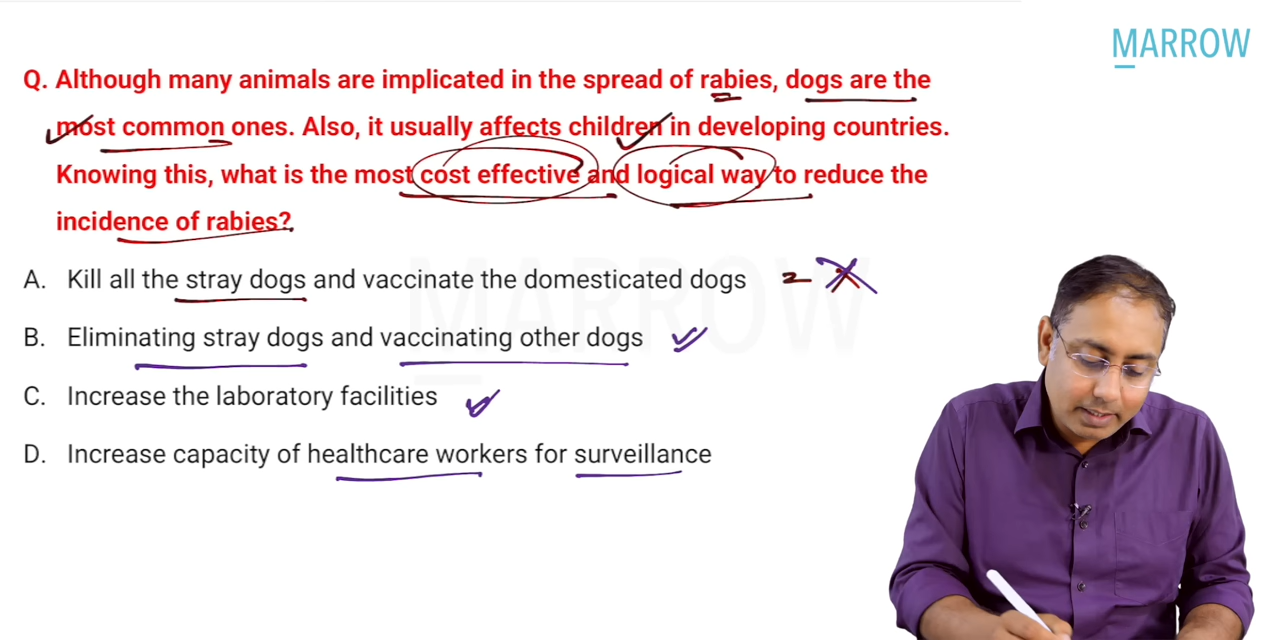 MARROW
Q. Although many animals are implicated in the spread of rabies, dogs are the
most common ones. Also, it usually affects children in developing countries.
Knowing this, what is the most cost effective and logical way to reduce the
incidence of rabies?
A. Kill all the stray dogs and vaccinate the domesticated dogs
B. Eliminating stray dogs and vaccinating other dogs
C. Increase the laboratory facilities
D. Increase capacity of healthcare workers for surveillance
MARROW